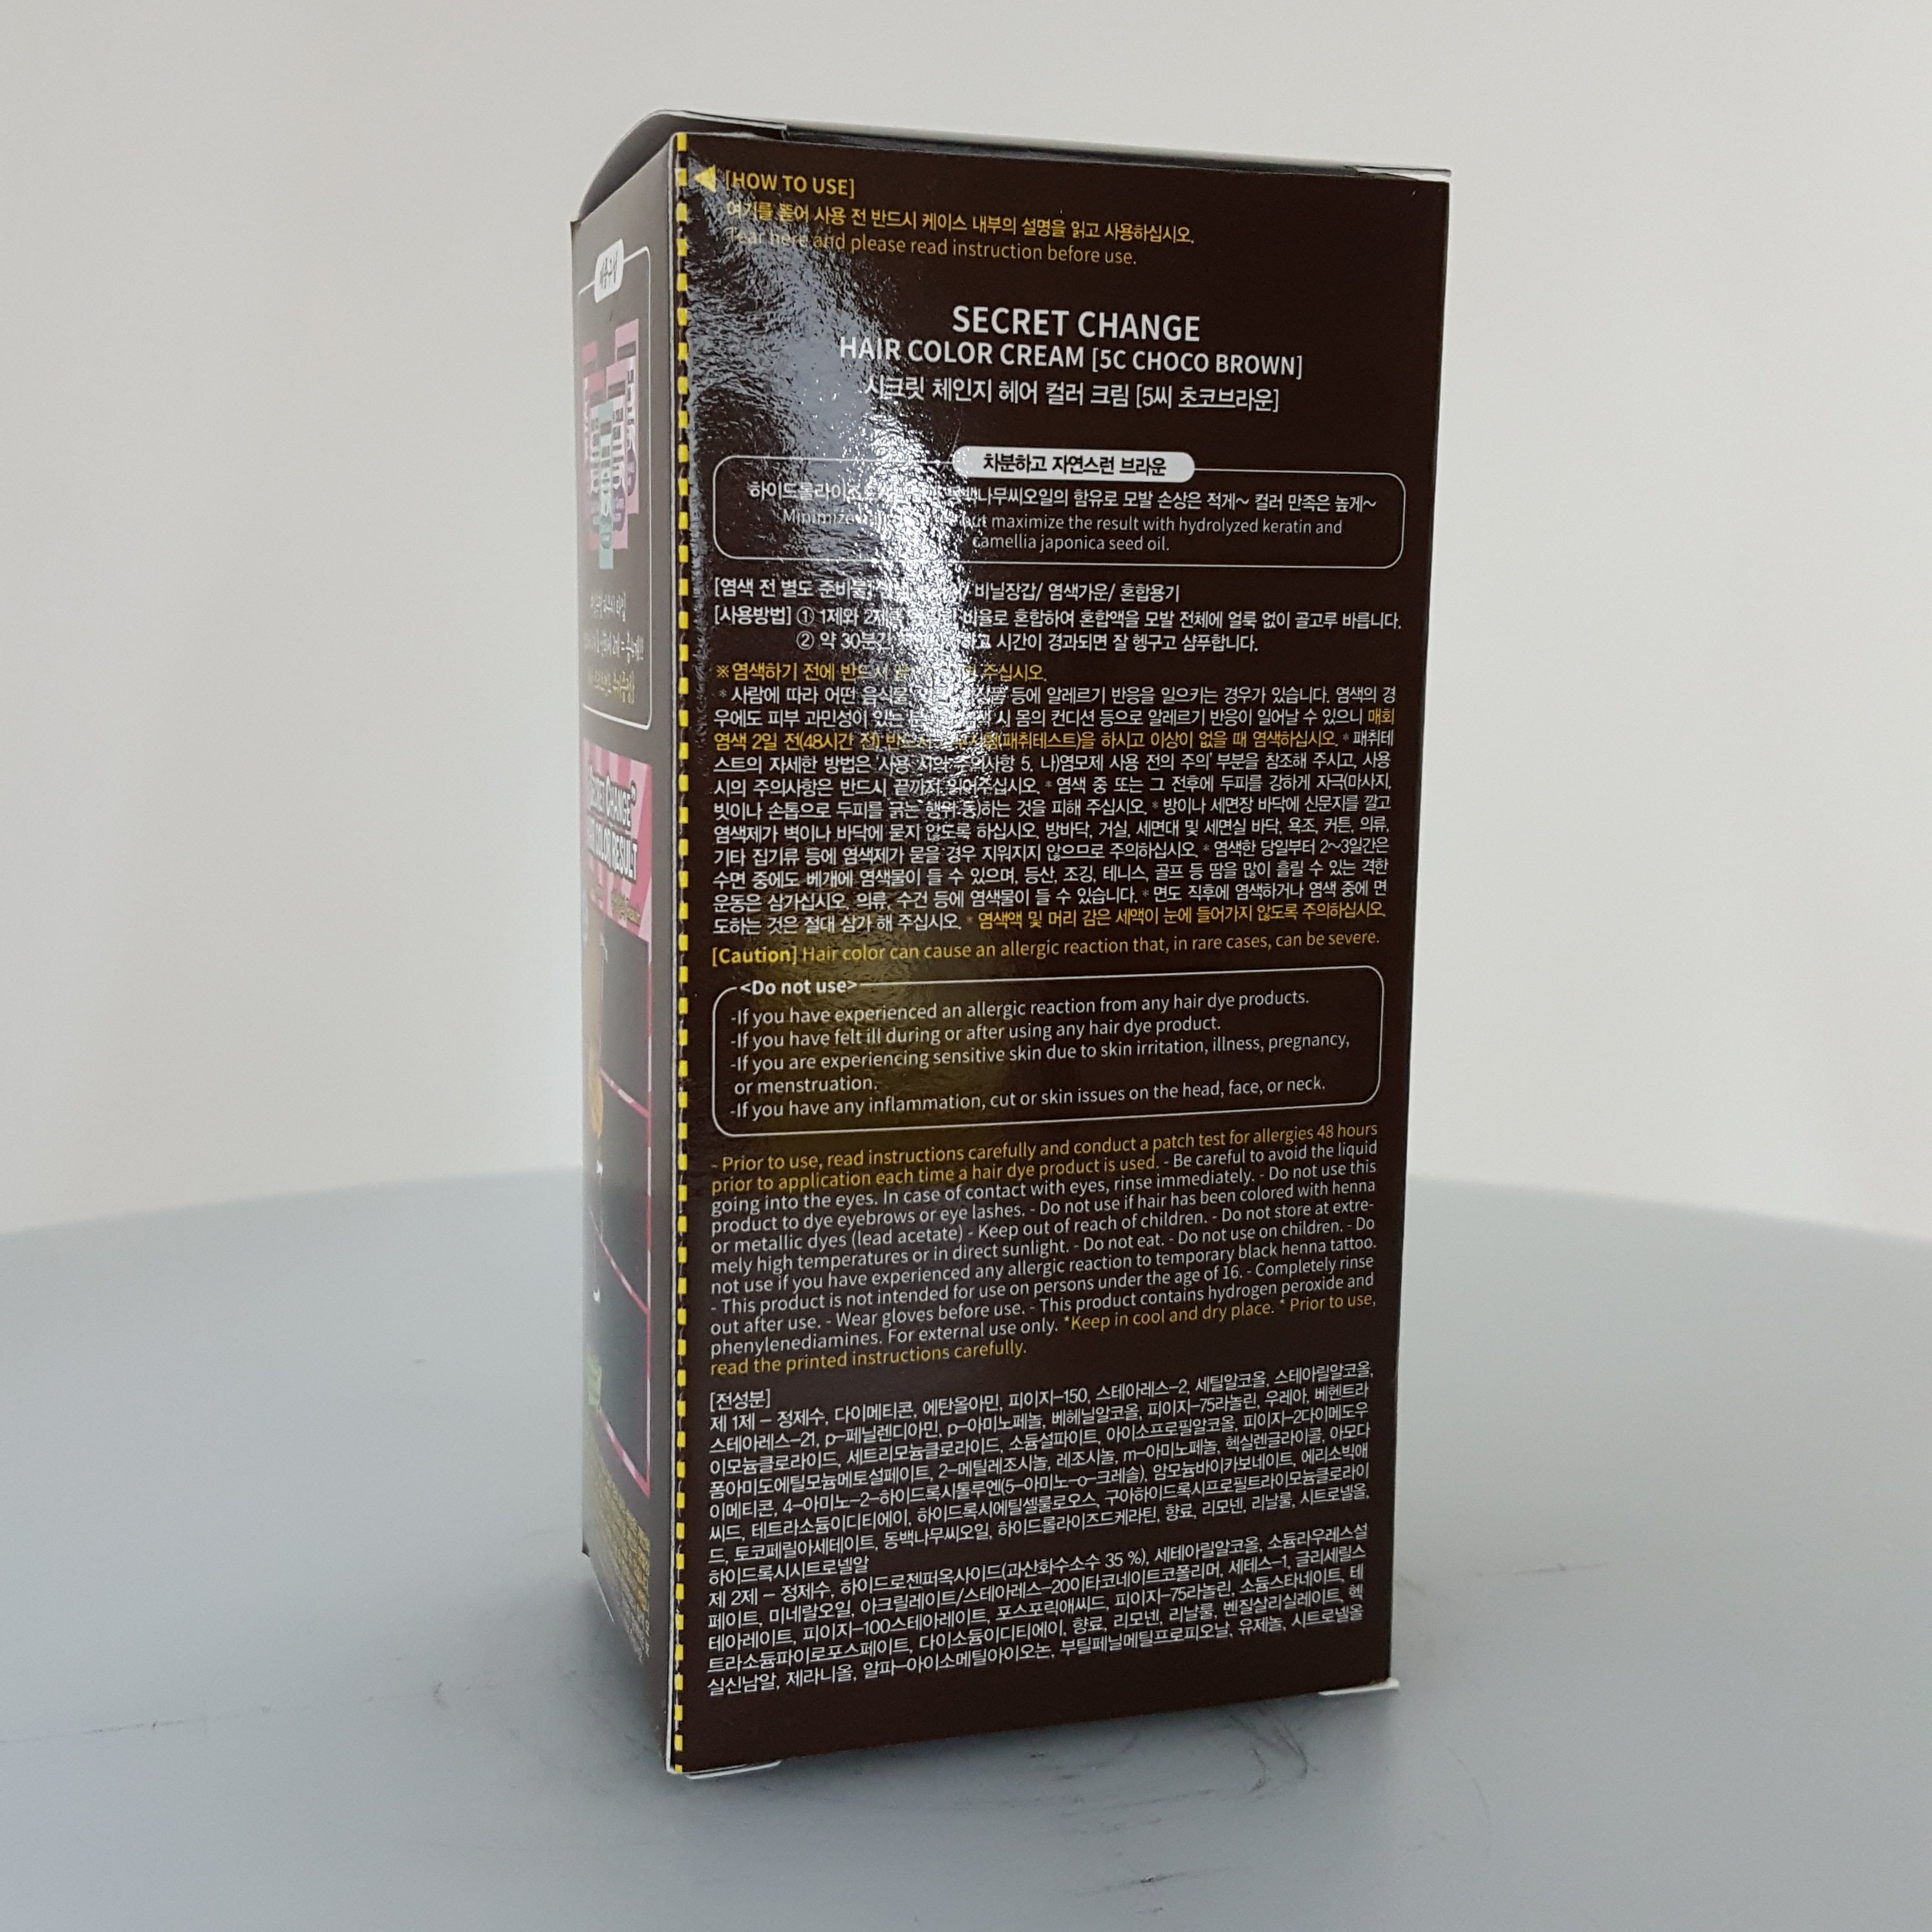 [HOW TO USE]
여기를 뜯어 사용 전 반드시 케이스 내부의 설명을 읽고 사용하십시오.
Tear here and please read instruction before use.
SECRET CHANGE
HAIR COLOR CREAM [5C CHOCO BROWN]
시크릿 체인지 헤어 컬러 크림 [5씨 초코브라운]
차분하고 자연스런 브라운
하이드롤라이즈드 동백나무씨오일의 함유로 모발 손상은 적게~ 컬러 만족은 높게~
Minimize but maximize the result with hydrolyzed keratin and
camellia japonica seed oil.
[염색 전 별도 준비물] 비닐장갑/ 염색가운/ 혼합용기
[사용방법] ① 1제와 2제를 비율로 혼합하여 혼합액을 모발 전체에 얼룩 없이 골고루 바릅니다.
② 약 30분간 시간이 경과되면 잘 헹구고 샴푸합니다.
※염색하기 전에 반드시 주십시오.
* 사람에 따라 어떤 음식물 등에 알레르기 반응을 일으키는 경우가 있습니다. 염색의 경
우에도 피부 과민성이 있는 시 몸의 컨디션 등으로 알레르기 반응이 일어날 수 있으니 매회
염색 2일 전(48시간 전) 반드시 (패취테스트)을 하시고 이상이 없을 때 염색하십시오. * 패취테
스트의 자세한 방법은 '사용 시의 주의사항 5. 나)염모제 사용 전의 주의' 부분을 참조해 주시고, 사용
시의 주의사항은 반드시 끝까지 읽어주십시오. * 염색 중 또는 그 전후에 두피를 강하게 자극(마사지,
빗이나 손톱으로 두피를 긁는 행위 등)하는 것을 피해 주십시오. * 방이나 세면장 바닥에 신문지를 깔고
염색제가 벽이나 바닥에 묻지 않도록 하십시오. 방바닥, 거실, 세면대 및 세면실 바닥, 욕조, 커튼, 의류,
기타 집기류 등에 염색제가 묻을 경우 지워지지 않으므로 주의하십시오. * 염색한 당일부터 2~3일간은
수면 중에도 베개에 염색물이 들 수 있으며, 등산, 조깅, 테니스, 골프 등 땀을 많이 흘릴 수 있는 격한
운동은 삼가십시오. 의류, 수건 등에 염색물이 들 수 있습니다. * 면도 직후에 염색하거나 염색 중에 면
도하는 것은 절대 삼가 해 주십시오. * 염색액 및 머리 감은 세액이 눈에 들어가지 않도록 주의하십시오.
[Caution] Hair color can cause an allergic reaction that, in rare cases, can be severe.
<Do not use>
-If you have experienced an allergic reaction from any hair dye products.
-If you have felt ill during or after using any hair dye product.
-If you are experiencing sensitive skin due to skin irritation, illness, pregnancy,
or menstruation.
-If you have any inflammation, cut or skin issues on the head, face, or neck.
- Prior to use, read instructions carefully and conduct a patch test for allergies 48 hours
prior to application each time a hair dye product is used. - Be careful to avoid the liquid
going into the eyes. In case of contact with eyes, rinse immediately. - Do not use this
product to dye eyebrows or eye lashes. - Do not use if hair has been colored with henna
or metallic dyes (lead acetate) - Keep out of reach of children. - Do not store at extre-
mely high temperatures or in direct sunlight. - Do not eat. - Do not use on children. - Do
not use if you have experienced any allergic reaction to temporary black henna tattoo.
- This product is not intended for use on persons under the age of 16. - Completely rinse
out after use. - Wear gloves before use. - This product contains hydrogen peroxide and
phenylenediamines. For external use only. *Keep in cool and dry place. * Prior to use,
read the printed instructions carefully.
[전성분]
제 1제 – 정제수, 다이메티콘, 에탄올아민, 피이지-150, 스테아레스-2, 세틸알코올, 스테아릴알코올,
스테아레스-21, p-페닐렌디아민, p-아미노페놀, 베헤닐알코올, 피이지-75라놀린, 우레아, 베헨트라
이모늄클로라이드, 세트리모늄클로라이드, 소듐설파이트, 아이소프로필알코올, 피이지-2다이메도우
폼아미도에틸모늄메토설페이트, 2-메틸레조시놀, 레조시놀, m-아미노페놀, 헥실렌글라이콜, 아모다
이메티콘, 4-아미노-2-하이드록시톨루엔(5-아미노-o-크레솔), 암모늄바이카보네이트, 에리소빅애
씨드, 테트라소듐이디티에이, 하이드록시에틸셀룰로오스, 구아하이드록시프로필트라이모늄클로라이
드, 토코페릴아세테이트, 동백나무씨오일, 하이드롤라이즈드케라틴, 향료, 리모넨, 리날룰, 시트로넬올,
하이드록시시트로넬알
제 2제 – 정제수, 하이드로젠퍼옥사이드(과산화수소수 35 %), 세테아릴알코올, 소듐라우레스설
페이트, 미네랄오일, 아크릴레이트/스테아레스-20이타코네이트코폴리머, 세테스-1, 글리세릴스
테아레이트, 피이지-100스테아레이트, 포스포릭애씨드, 피이지-75라놀린, 소듐스타네이트, 테
트라소듐파이로포스페이트, 다이소듐이디티에이, 향료, 리모넨, 리날룰, 벤질살리실레이트, 헥
실신남알, 제라니올, 알파-아이소메틸아이오논, 부틸페닐메틸프로피오날, 유제놀, 시트로넬올
SECRET CHANGE
HAIR COLOR RESULT